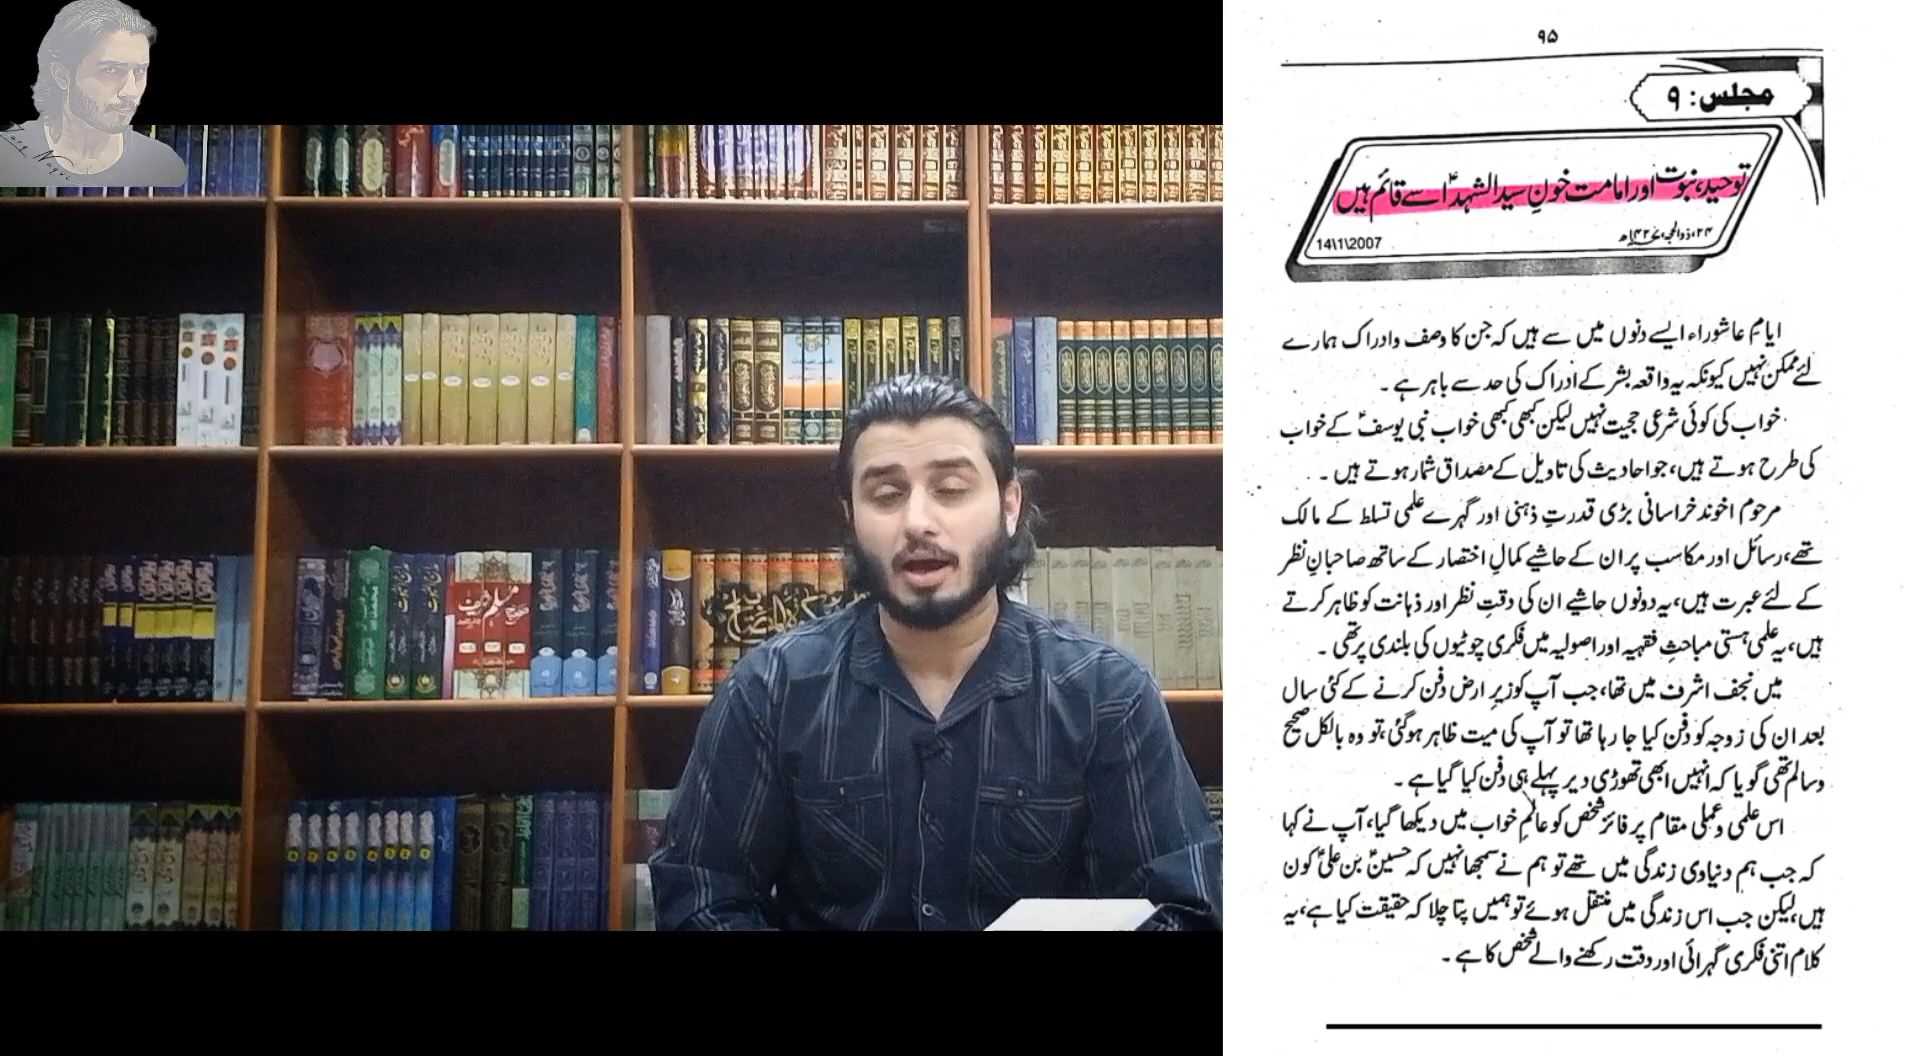 Zarq Naqvi
صحیح مسلم شریف
۹۵
مجلس : ۹
توحید، نبوت اور امامت خونِ سید الشہداءؑ سے قائم ہیں
۲۴؍ذوالحجہ؍۱۴۲۷ھ
14\1\2007
ایامِ عاشوراء ایسے دنوں میں سے ہیں کہ جن کا وصف وادراک ہمارے
لئے ممکن نہیں کیونکہ یہ واقعہ بشر کے ادراک کی حد سے باہر ہے ۔
خواب کی کوئی شرعی حجیت نہیں لیکن کبھی کبھی خواب نبی یوسفؑ کے خواب
کی طرح ہوتے ہیں، جو احادیث کی تاویل کے مصداق شمار ہوتے ہیں ۔
مرحوم اخوند خراسانی بڑی قدرتِ ذہنی اور گہرے علمی تسلط کے مالک
تھے، رسائل اور مکاسب پر ان کے حاشیے کمالِ اختصار کے ساتھ صاحبانِ نظر
کے لئے عبرت ہیں، یہ دونوں حاشیے ان کی دقتِ نظر اور ذہانت کو ظاہر کرتے
ہیں، یہ علمی ہستی مباحثِ فقہیہ اور اصولیہ میں فکری چوٹیوں کی بلندی پر تھی ۔
میں نجف اشرف میں تھا، جب آپ کو زیرِ ارض دفن کرنے کے کئی سال
بعد ان کی زوجہ کو دفن کیا جا رہا تھا تو آپ کی میت ظاہر ہوگئی، تو وہ بالکل صحیح
وسالم تھی گویا کہ انہیں ابھی تھوڑی دیر پہلے ہی دفن کیا گیا ہے ۔
اس علمی و عملی مقام پر فائز شخص کو عالمِ خواب میں دیکھا گیا، آپ نے کہا
کہ جب ہم دنیاوی زندگی میں تھے تو ہم نے سمجھا نہیں کہ حسینؑ بن علیؑ کون
ہیں، لیکن جب اس زندگی میں منتقل ہوئے تو ہمیں پتا چلا کہ حقیقت کیا ہے، یہ
کلام اتنی فکری گہرائی اور دقت رکھنے والے شخص کا ہے ۔